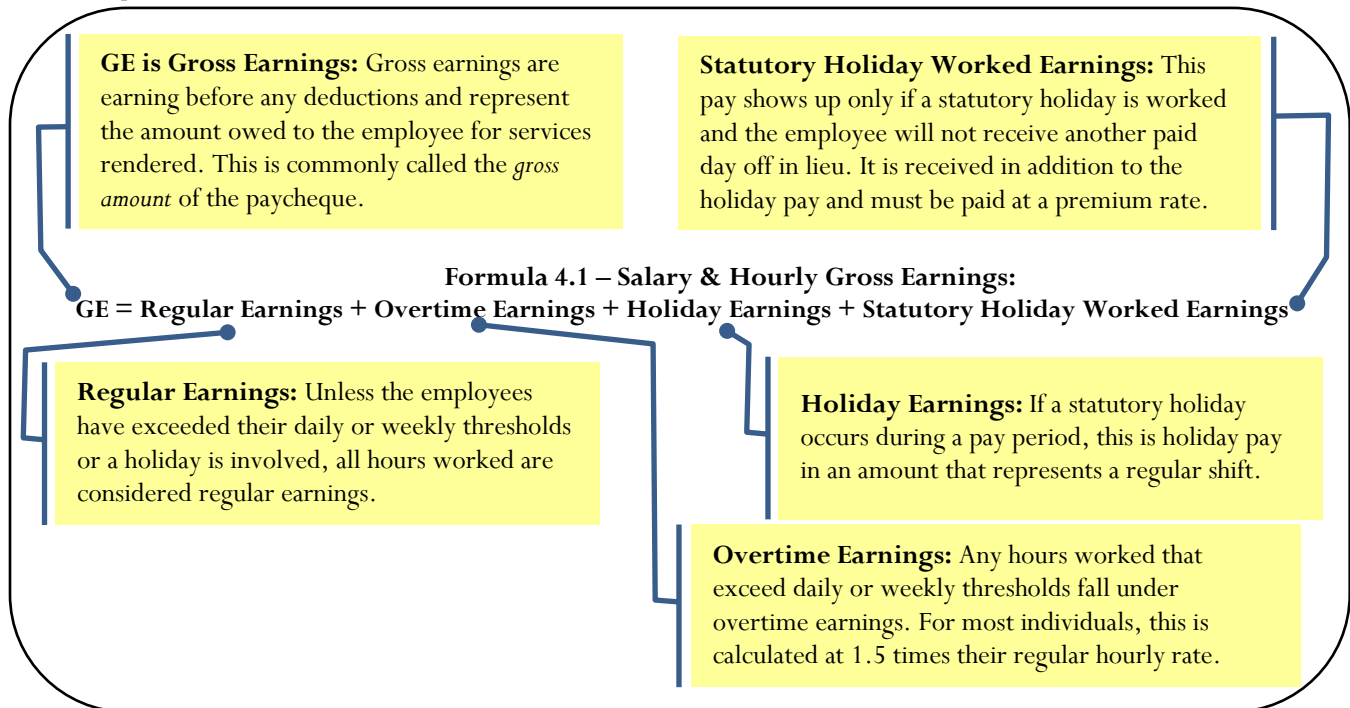 GE is Gross Earnings: Gross earnings are
earning before any deductions and represent
the amount owed to the employee for services
rendered. This is commonly called the gross
amount of the paycheque.
Statutory Holiday Worked Earnings: This
pay shows up only if a statutory holiday is worked
and the employee will not receive another paid
day off in lieu. It is received in addition to the
holiday pay and must be paid at a premium rate.
Formula 4.1 – Salary & Hourly Gross Earnings:
GE = Regular Earnings + Overtime Earnings + Holiday Earnings + Statutory Holiday Worked Earnings
Regular Earnings: Unless the employees
have exceeded their daily or weekly thresholds
or a holiday is involved, all hours worked are
considered regular earnings.
Holiday Earnings: If a statutory holiday
occurs during a pay period, this is holiday pay
in an amount that represents a regular shift.
Overtime Earnings: Any hours worked that
exceed daily or weekly thresholds fall under
overtime earnings. For most individuals, this is
calculated at 1.5 times their regular hourly rate.